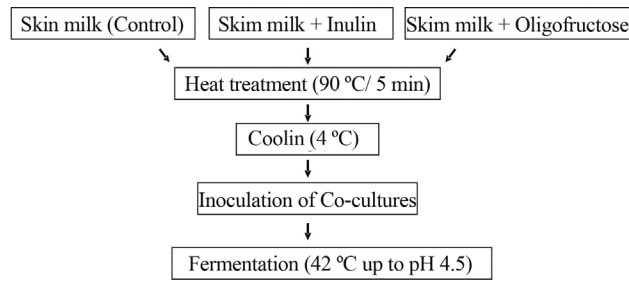 Skin milk (Control)
Skim milk + Inulin
Skim milk + Oligofructose
Heat treatment (90 ºC/ 5 min)
Coolin (4 ºC)
Inoculation of Co-cultures
Fermentation (42 ºC up to pH 4.5)